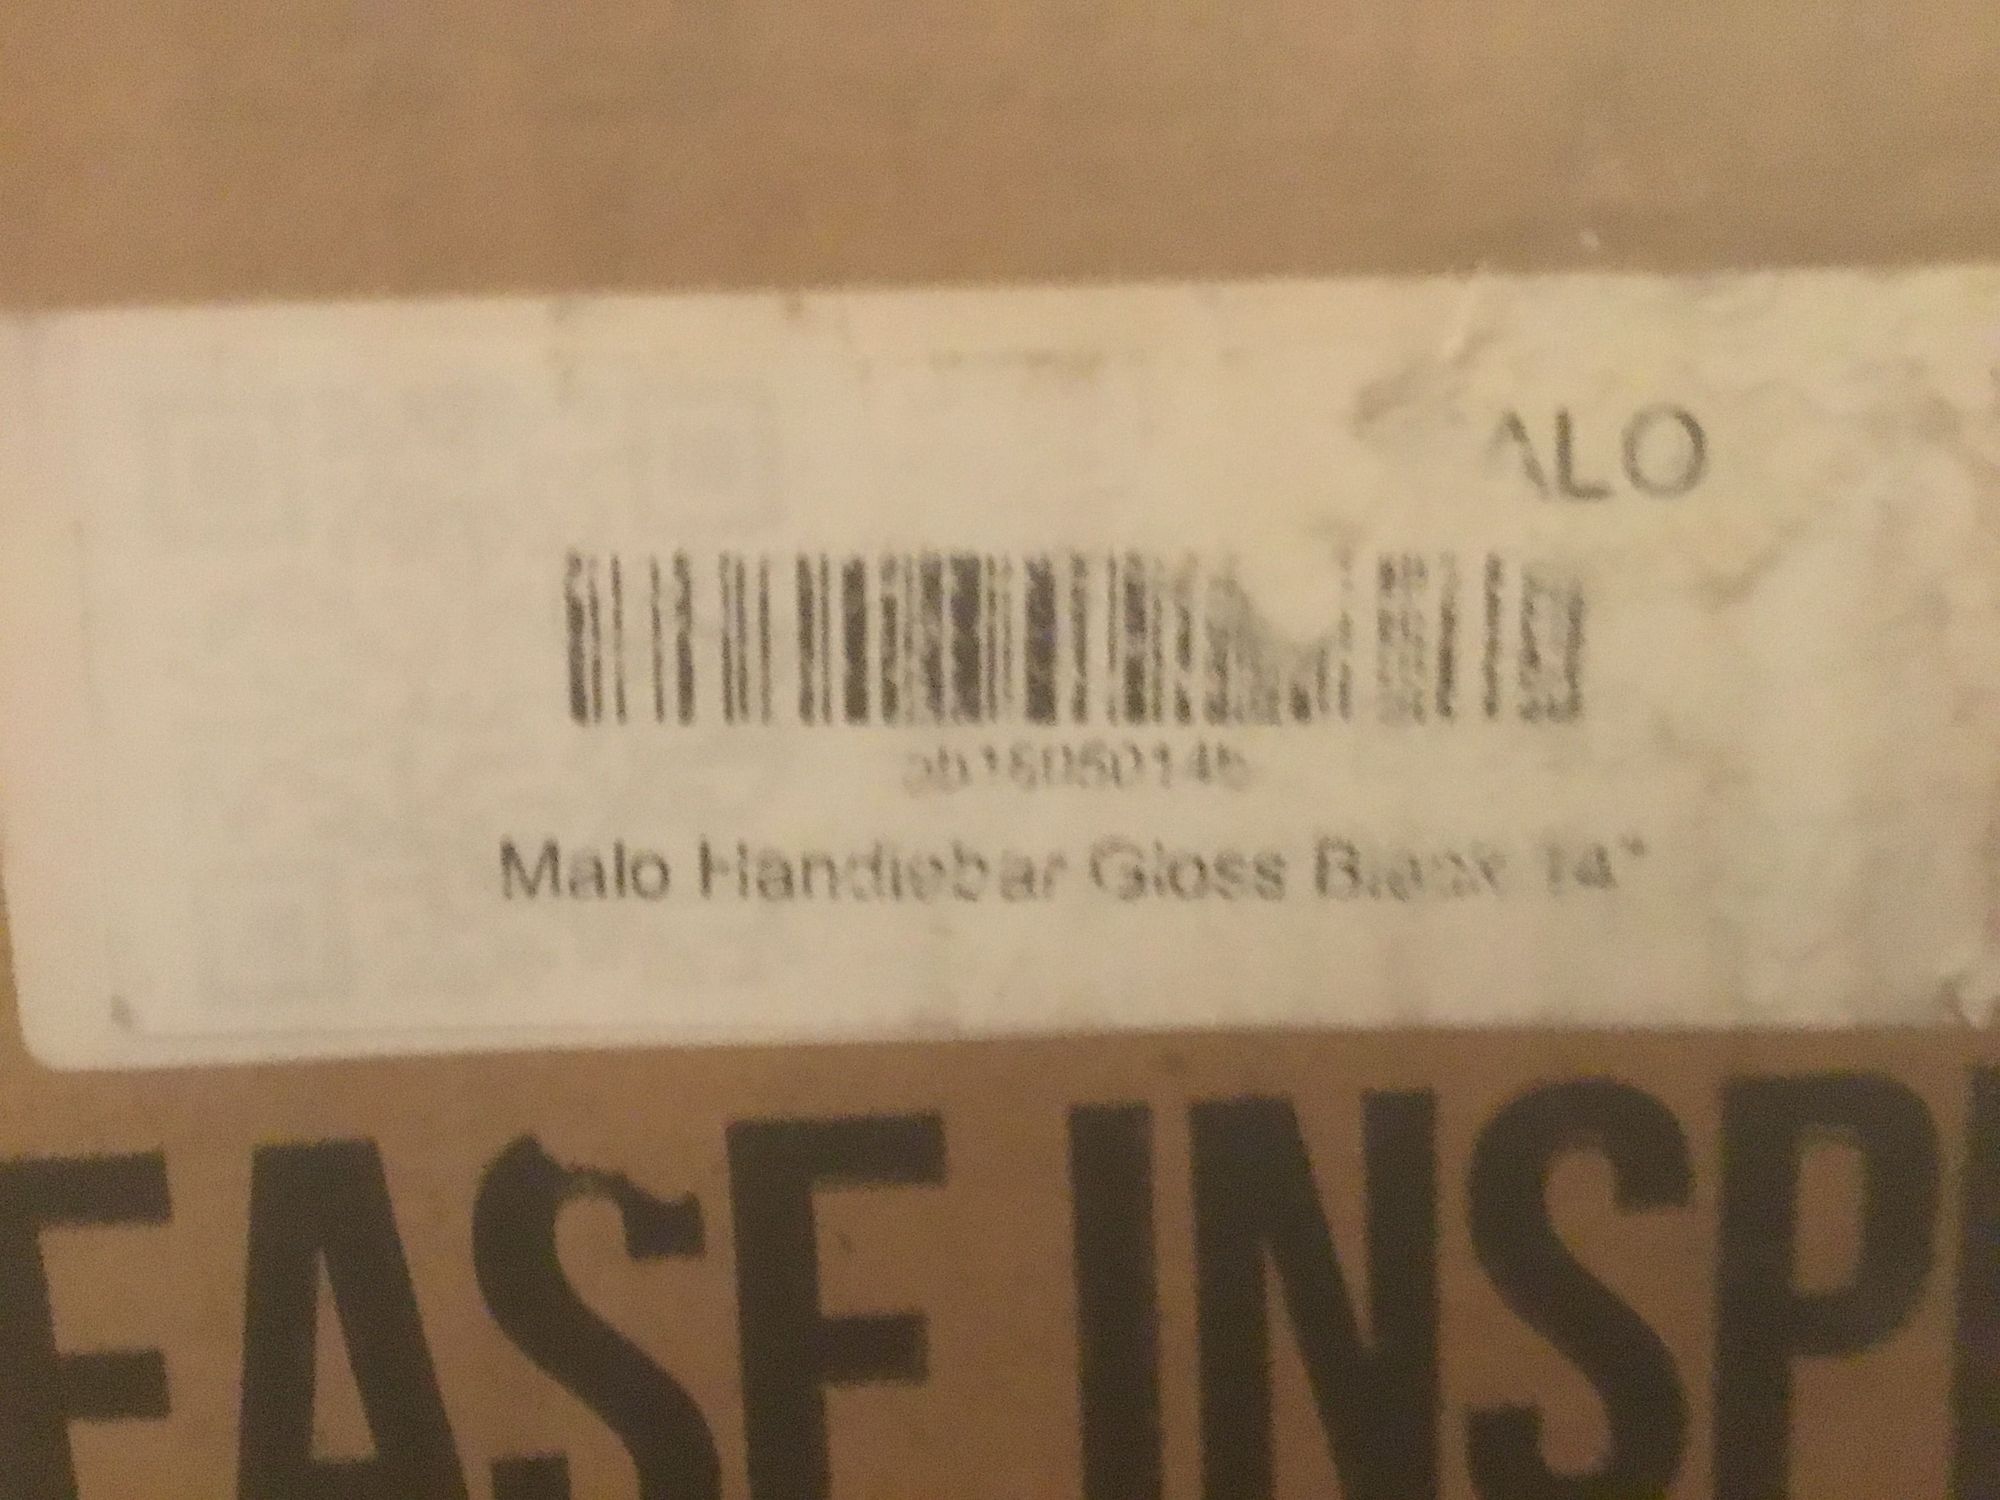 ALO
Malo Handlebar Gloss Black 14"
EASE INSP